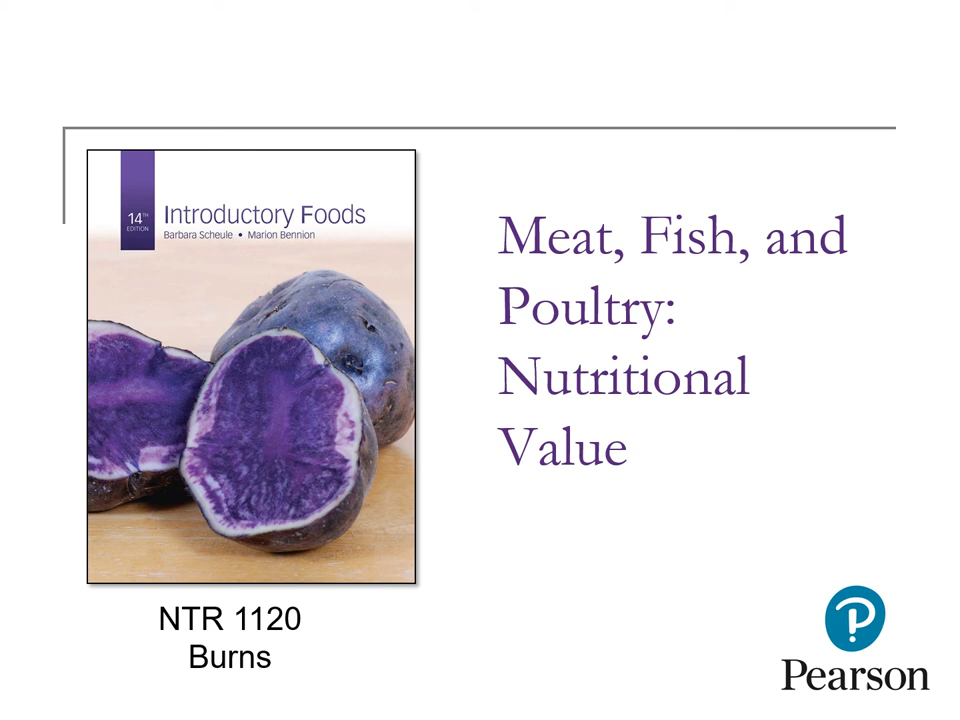 14TH
EDITION
Introductory Foods
Barbara Scheule • Marion Bennion
Meat, Fish, and
Poultry:
Nutritional
Value
NTR 1120
Burns
P
Pearson